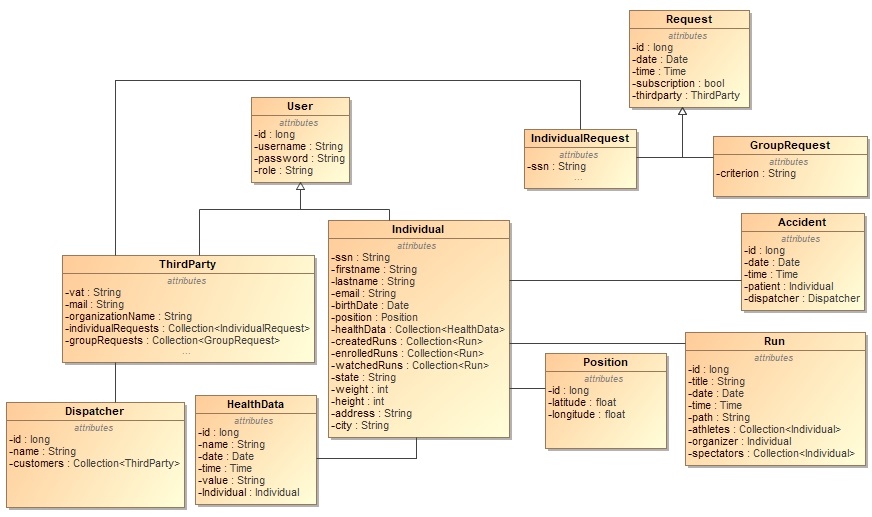 Request
attributes
-id : long
-date : Date
-time : Time
-subscription : bool
-thirdparty : ThirdParty
User
attributes
-id : long
-username : String
-password : String
-role : String
IndividualRequest
attributes
-ssn : String
...
GroupRequest
attributes
-criterion : String
Individual
attributes
-ssn : String
-firstname : String
-lastname : String
-email : String
-birthDate : Date
-position : Position
-healthData : Collection<HealthData>
-createdRuns : Collection<Run>
-enrolledRuns : Collection<Run>
-watchedRuns : Collection<Run>
-state : String
-weight : int
-height : int
-address : String
-city : String
Accident
attributes
-id : long
-date : Date
-time : Time
-patient : Individual
-dispatcher : Dispatcher
ThirdParty
attributes
-vat : String
-mail : String
-organizationName : String
-individualRequests : Collection<IndividualRequest>
-groupRequests : Collection<GroupRequest>
...
Run
attributes
-id : long
-title : String
-date : Date
-time : Time
-path : String
-athletes : Collection<Individual>
-organizer : Individual
-spectators : Collection<Individual>
Position
attributes
-id : long
-latitude : float
-longitude : float
Dispatcher
attributes
-id : long
-name : String
-customers : Collection<ThirdParty>
HealthData
attributes
-id : long
-name : String
-date : Date
-time : Time
-value : String
-Individual : Individual